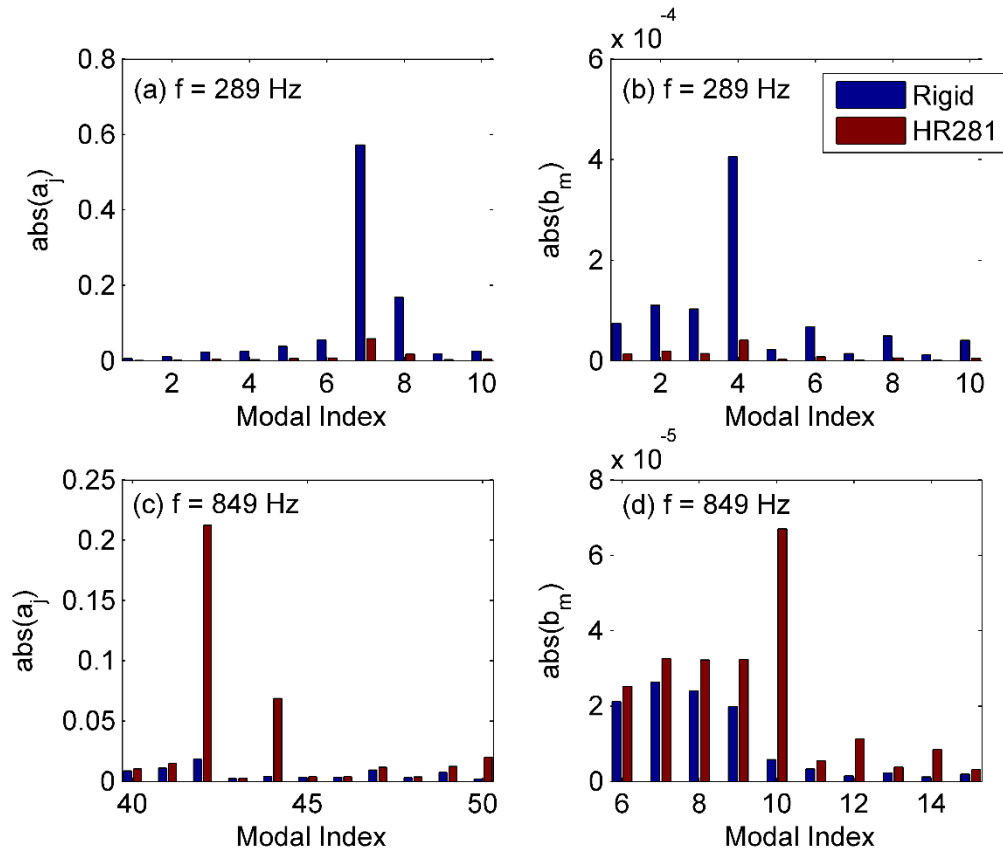 x 10^-4
(a) f = 289 Hz
(b) f = 289 Hz
Rigid
HR281
0.8
0.6
0.4
0.2
0
abs(a_j)
2 4 6 8 10
Modal Index
6
4
2
0
abs(b_m)
2 4 6 8 10
Modal Index
(c) f = 849 Hz
0.25
0.2
0.15
0.1
0.05
0
abs(a_j)
40 45 50
Modal Index
x 10^-5
(d) f = 849 Hz
8
6
4
2
0
abs(b_m)
6 8 10 12 14
Modal Index